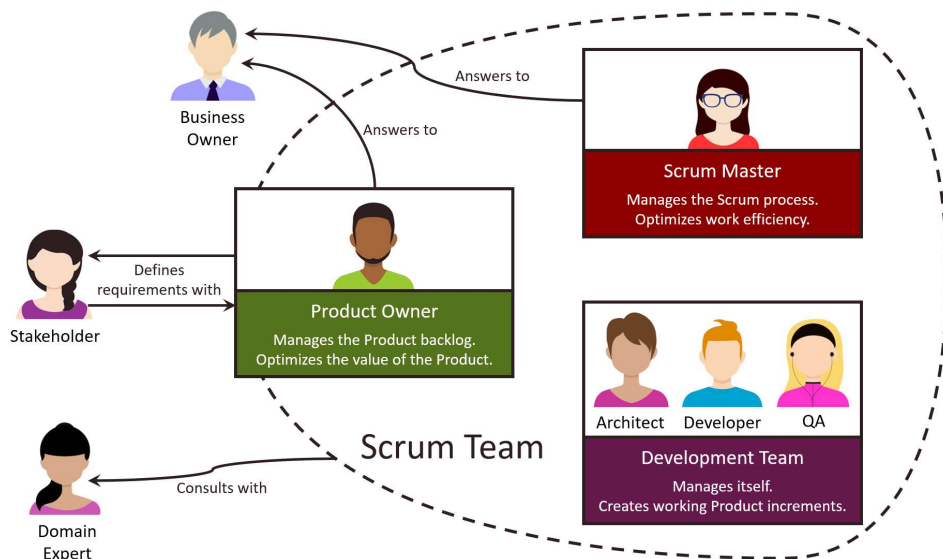 Business
Owner
Answers to
Answers to
Scrum Master
Manages the Scrum process.
Optimizes work efficiency.
Defines
requirements with
Stakeholder
Product Owner
Manages the Product backlog.
Optimizes the value of the Product.
Architect
Developer
QA
Scrum Team
Development Team
Manages itself.
Creates working Product increments.
Consults with
Domain
Expert